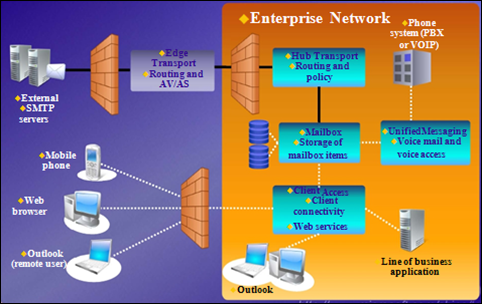 Enterprise Network
Phone
system (PBX
or VOIP)
Edge
Transport
Routing and
AV/AS
Hub Transport
Routing and
policy
External
SMTP
servers
Mailbox
Storage of
mailbox items
UnifiedMessaging
Voice mail and
voice access
Mobile
phone
Web
browser
Client Access
Client
connectivity
Web services
Outlook
(remote user)
Outlook
Line of business
application